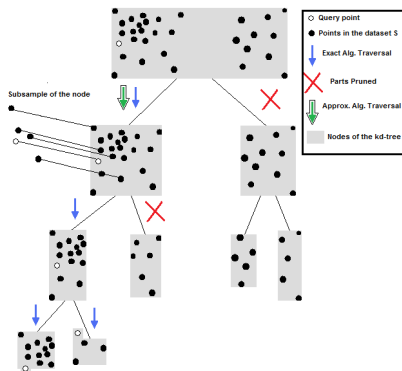 Query point
Points in the dataset S
Exact Alg. Traversal
Parts Pruned
Approx. Alg. Traversal
Nodes of the kd-tree
Subsample of the node